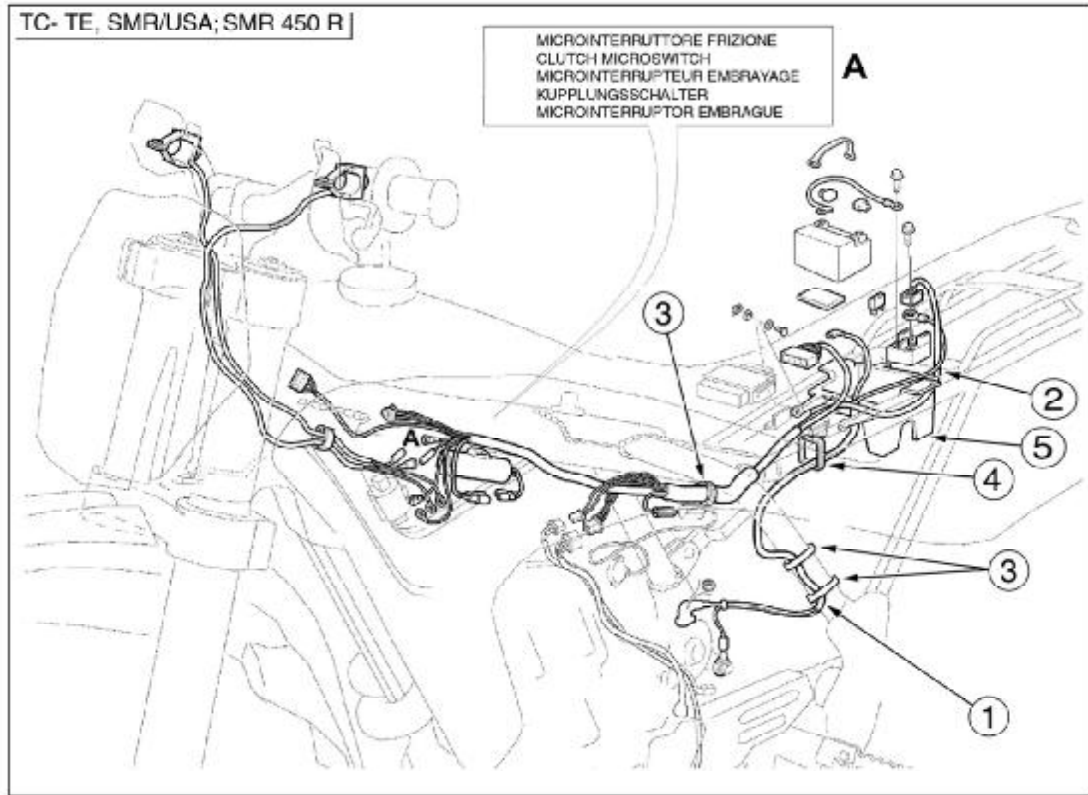 TC- TE, SMR/USA; SMR 450 R
MICROINTERRUTTORE FRIZIONE
CLUTCH MICROSWITCH
MICROINTERRUPTEUR EMBRAYAGE
KUPPLUNGSSCHALTER
MICROINTERRUPTOR EMBRAGUE
A
3
2
5
A
4
3
1